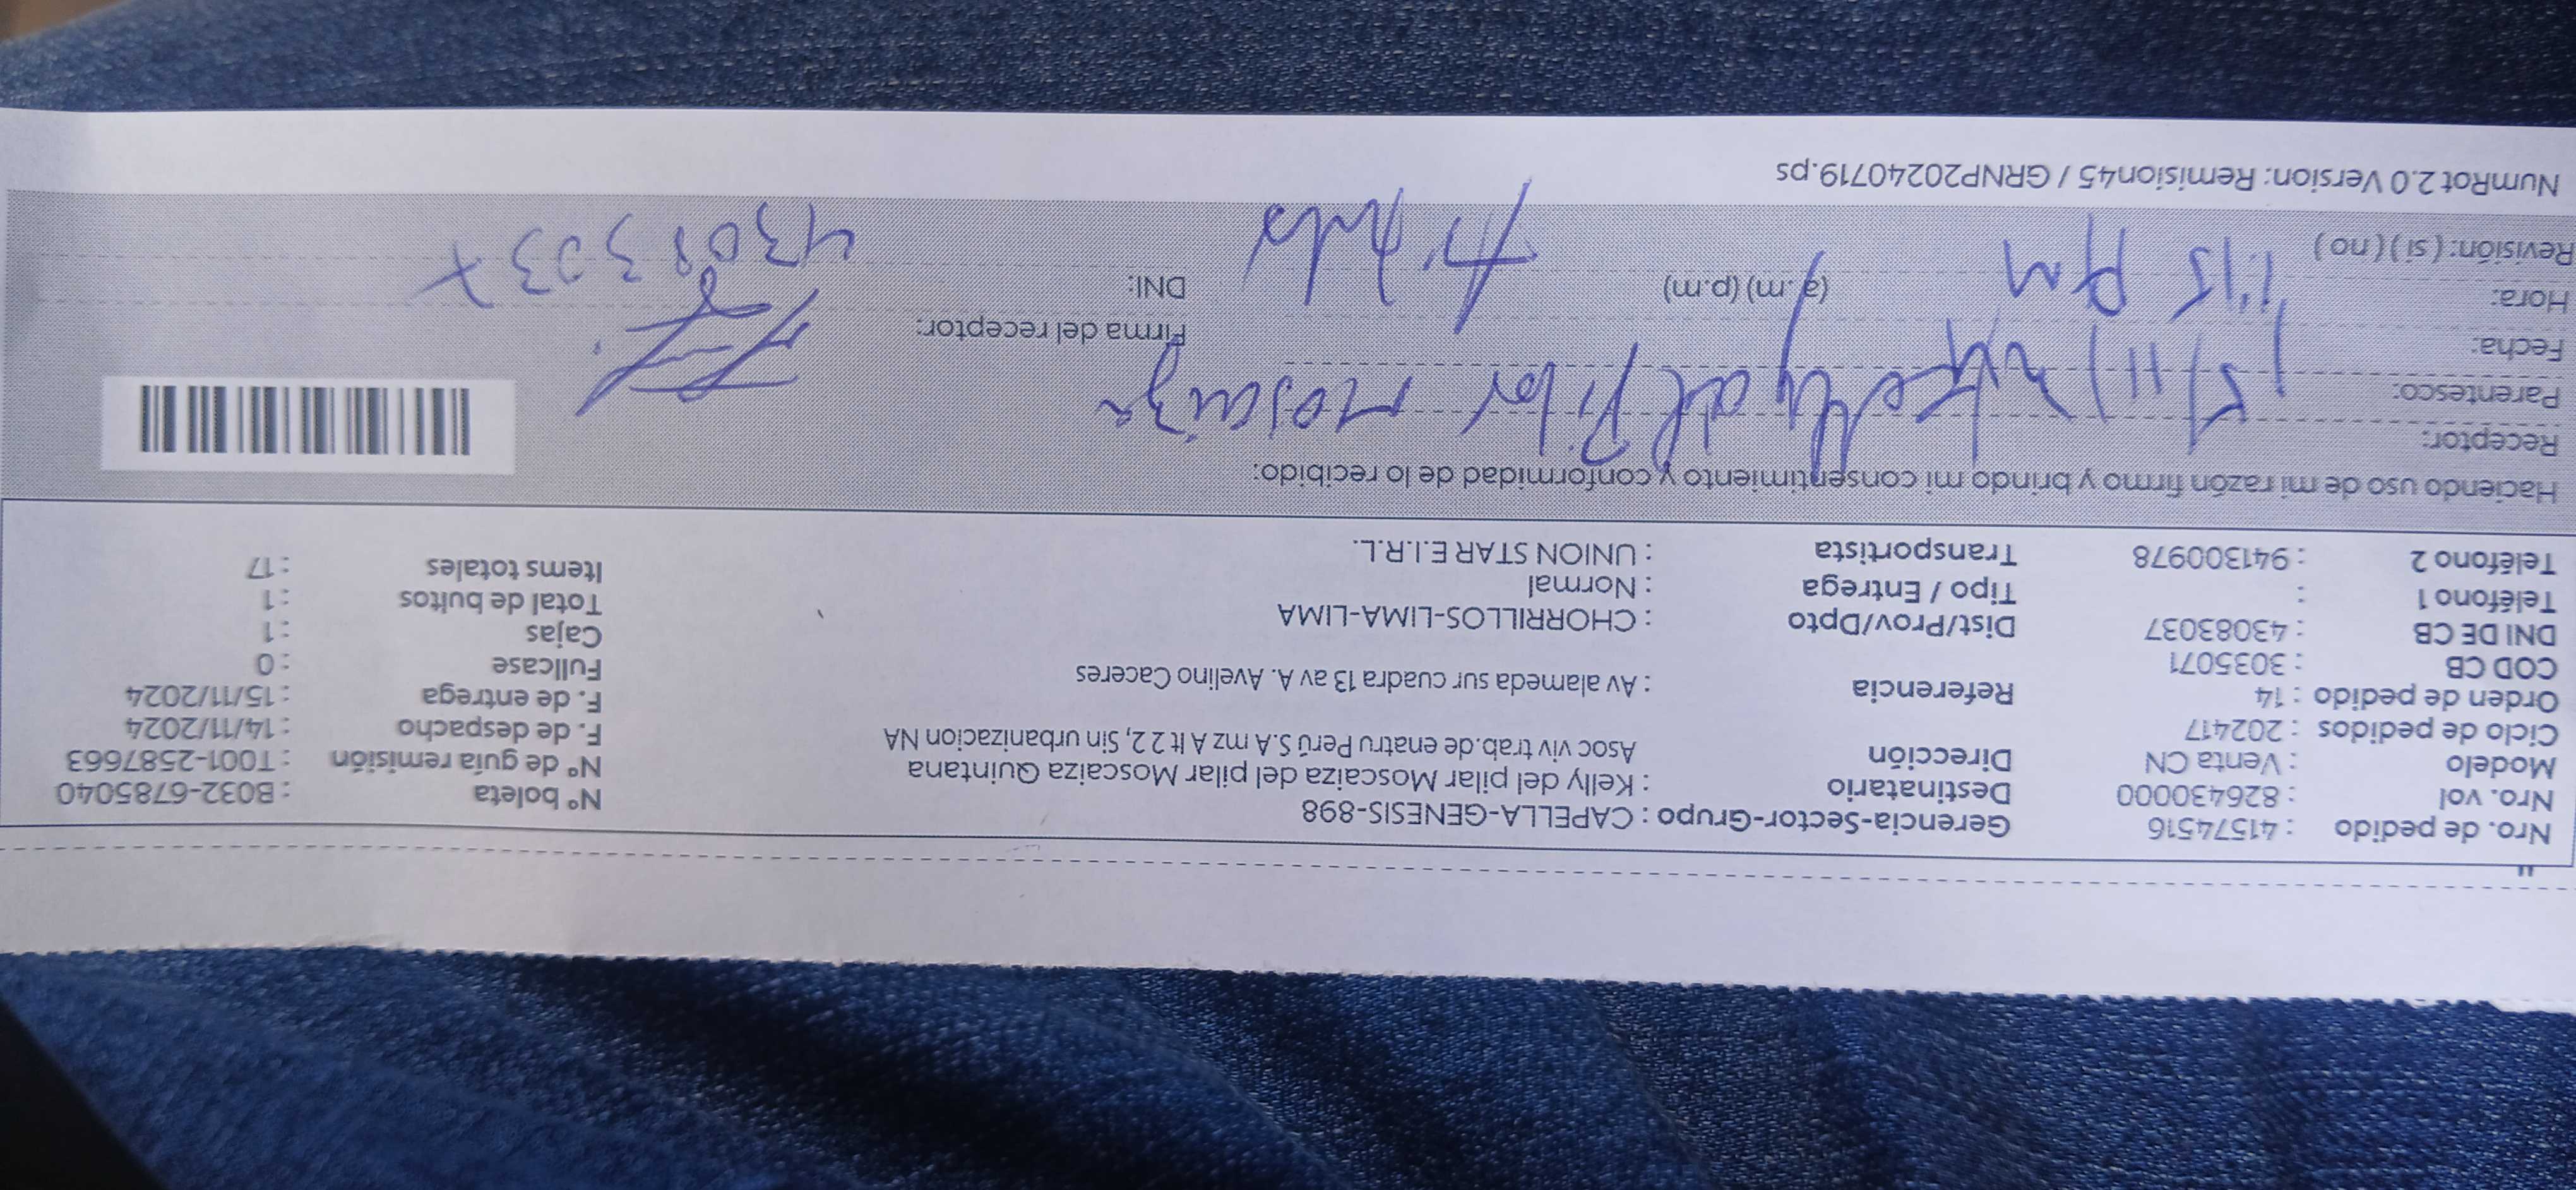 Nro. de pedido : 41574516 Gerencia-Sector-Grupo : CAPELLA-GENESIS-898 N° boleta : B032-6785040
Nro. vol : 826430000 Destinatario : Kelly del pilar Moscaiza del pilar Moscaiza Quintana N° de guía remisión : T001-2587663
Modelo : Venta CN Dirección Asoc viv trab.de enatru Perú S.A mz A lt 2 2, Sin urbanizacion NA F. de despacho : 14/11/2024
Ciclo de pedidos : 202417 F. de entrega : 15/11/2024
Orden de pedido : 14 Referencia : Av alameda sur cuadra 13 av A. Avelino Caceres Fullcase : 0
COD CB : 3035071 Cajas : 1
DNI DE CB : 43083037 Dist/Prov/Dpto : CHORRILLOS-LIMA-LIMA Total de bultos : 1
Teléfono 1 : Tipo / Entrega : Normal Items totales : 17
Teléfono 2 : 941300978 Transportista : UNION STAR E.I.R.L.
Haciendo uso de mi razón firmo y brindo mi consentimiento y conformidad de lo recibido:
Receptor: Kelly del Pilar Moscaiza
Parentesco:
Fecha: 15/11/24 Firma del receptor:
Hora: 1:15 Pm (a.m) (p.m) DNI: 43083037
Revisión: (si) (no)
NumRot 2.0 Version: Remision45 / GRNP20240719.ps